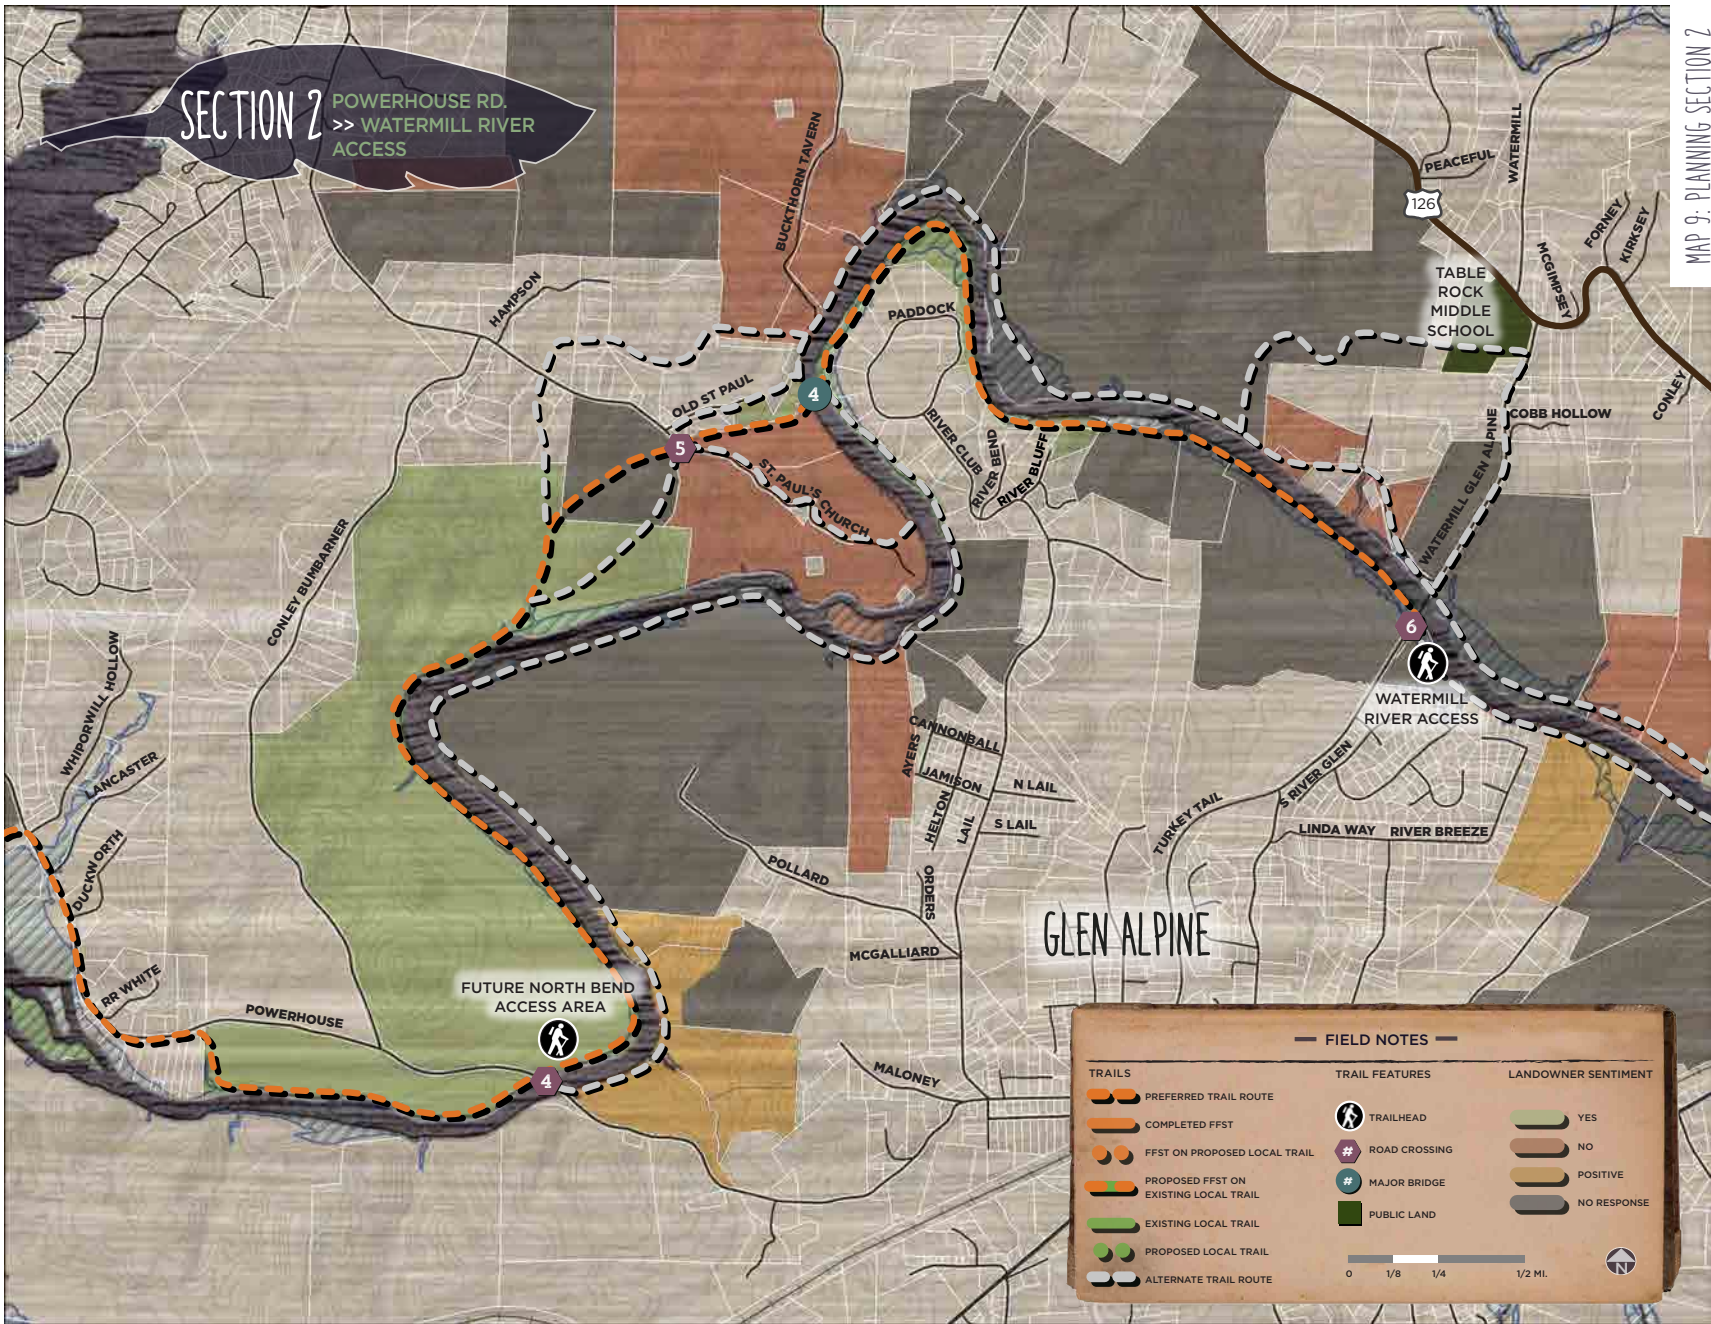 MAP 9: PLANNING SECTION 2
SECTION 2
POWERHOUSE RD.
>> WATERMILL RIVER
ACCESS
BUCKTHORN TAVERN
PEACEFUL
WATERMILL
126
FORNEY
KIRKSEY
MCGIMPSEY
TABLE
ROCK
MIDDLE
SCHOOL
HAMPSON
PADDOCK
OLD ST PAUL
4
5
CONLEY
COBB HOLLOW
RIVER CLUB
RIVER BEND
RIVER BLUFF
ST. PAUL'S CHURCH
WATERMILL GLEN ALPINE
CONLEY BUMBARNER
6
WATERMILL
RIVER ACCESS
WHIPORWILL HOLLOW
LANCASTER
DUCKWORTH
CANNONBALL
AYERS
JAMISON
N LAIL
HELTON
LAIL
S LAIL
S RIVER GLEN
TURKEY TAIL
LINDA WAY
RIVER BREEZE
POLLARD
ORDERS
MCGALLIARD
GLEN ALPINE
RR WHITE
POWERHOUSE
FUTURE NORTH BEND
ACCESS AREA
4
MALONEY
FIELD NOTES
TRAILS
PREFERRED TRAIL ROUTE
COMPLETED FFST
FFST ON PROPOSED LOCAL TRAIL
PROPOSED FFST ON
EXISTING LOCAL TRAIL
EXISTING LOCAL TRAIL
PROPOSED LOCAL TRAIL
ALTERNATE TRAIL ROUTE
TRAIL FEATURES
TRAILHEAD
# ROAD CROSSING
# MAJOR BRIDGE
PUBLIC LAND
LANDOWNER SENTIMENT
YES
NO
POSITIVE
NO RESPONSE
0 1/8 1/4 1/2 MI.
N